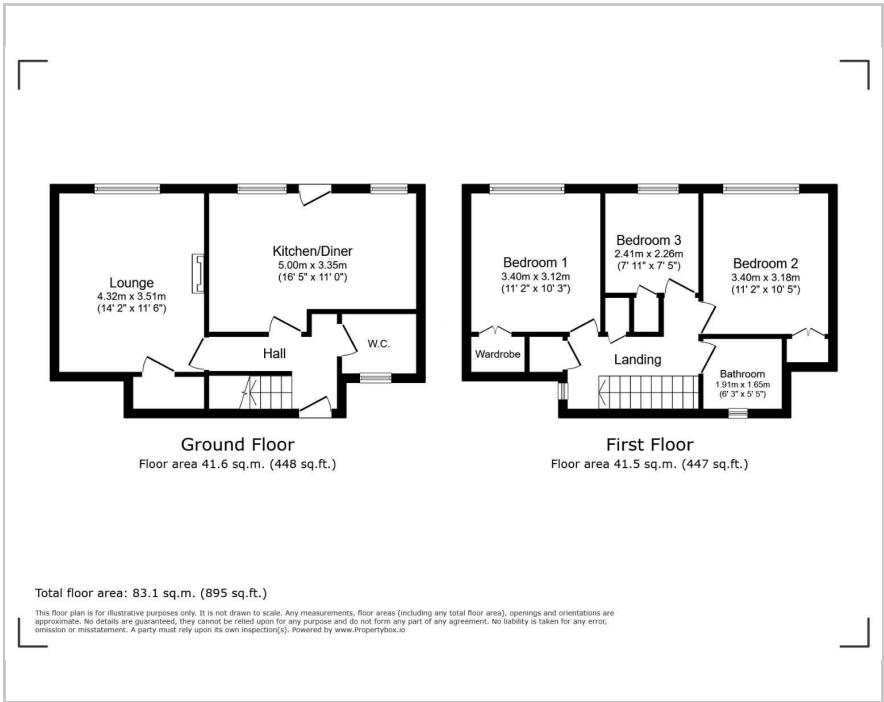 Lounge
4.32m x 3.51m
(14' 2" x 11' 6")
Kitchen/Diner
5.00m x 3.35m
(16' 5" x 11' 0")
Hall
W.C.
Ground Floor
Floor area 41.6 sq.m. (448 sq.ft.)
Bedroom 1
3.40m x 3.12m
(11' 2" x 10' 3")
Bedroom 3
2.41m x 2.26m
(7' 11" x 7' 5")
Bedroom 2
3.40m x 3.18m
(11' 2" x 10' 5")
Wardrobe
Landing
Bathroom
1.91m x 1.65m
(6' 3" x 5' 5")
First Floor
Floor area 41.5 sq.m. (447 sq.ft.)
Total floor area: 83.1 sq.m. (895 sq.ft.)
This floor plan is for illustrative purposes only. It is not drawn to scale. Any measurements, floor areas (including any total floor area), openings and orientations are
approximate. No details are guaranteed, they cannot be relied upon for any purpose and do not form any part of any agreement. No liability is taken for any error,
omission or misstatement. A party must rely upon its own inspection(s). Powered by www.Propertybox.io